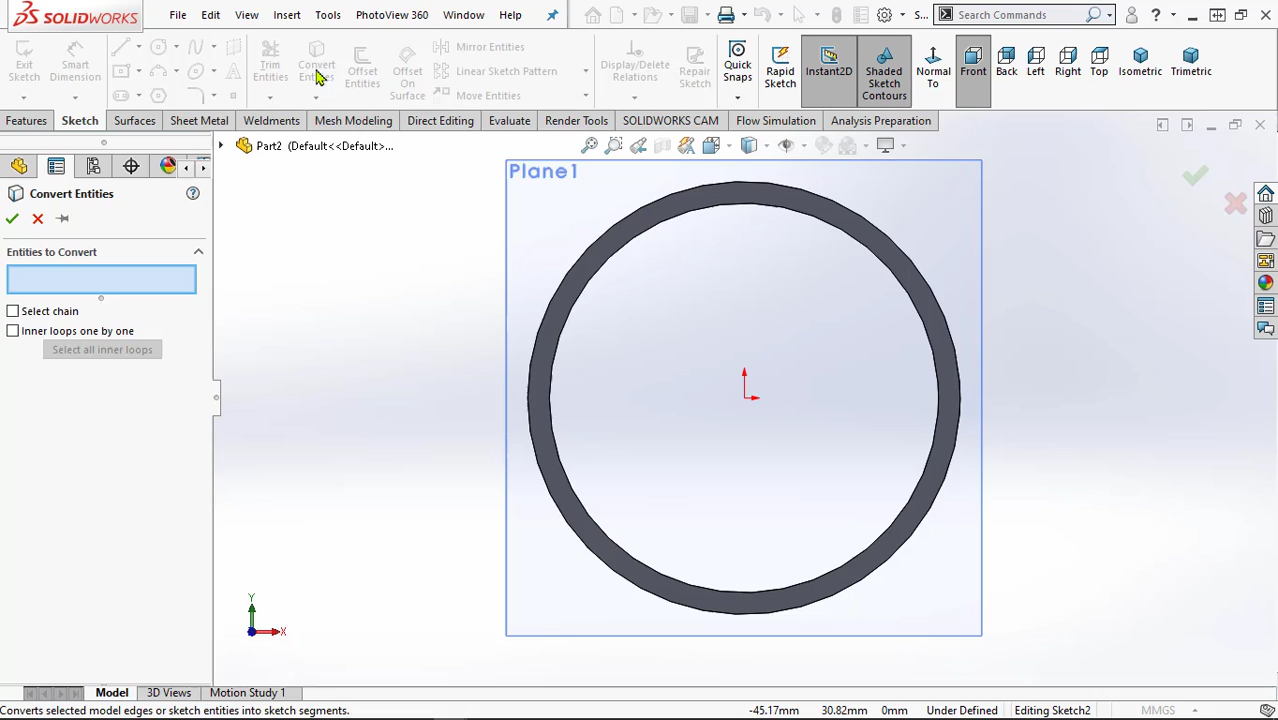 SOLIDWORKS File Edit View Insert Tools PhotoView 360 Window Help S... Search Commands
Exit Sketch Smart Dimension Trim Entities Convert Entities Offset Entities Offset On Surface Mirror Entities Linear Sketch Pattern Move Entities Display/Delete Relations Repair Sketch Quick Snaps Rapid Sketch Instant2D Shaded Sketch Contours Normal To Front Back Left Right Top Isometric Trimetric
Features Sketch Surfaces Sheet Metal Weldments Mesh Modeling Direct Editing Evaluate Render Tools SOLIDWORKS CAM Flow Simulation Analysis Preparation
Part2 (Default<<Default>...
Plane1
Convert Entities
Entities to Convert
Select chain
Inner loops one by one
Select all inner loops
Y
X
Model 3D Views Motion Study 1
Converts selected model edges or sketch entities into sketch segments. -45.17mm 30.82mm 0mm Under Defined Editing Sketch2 MMGS